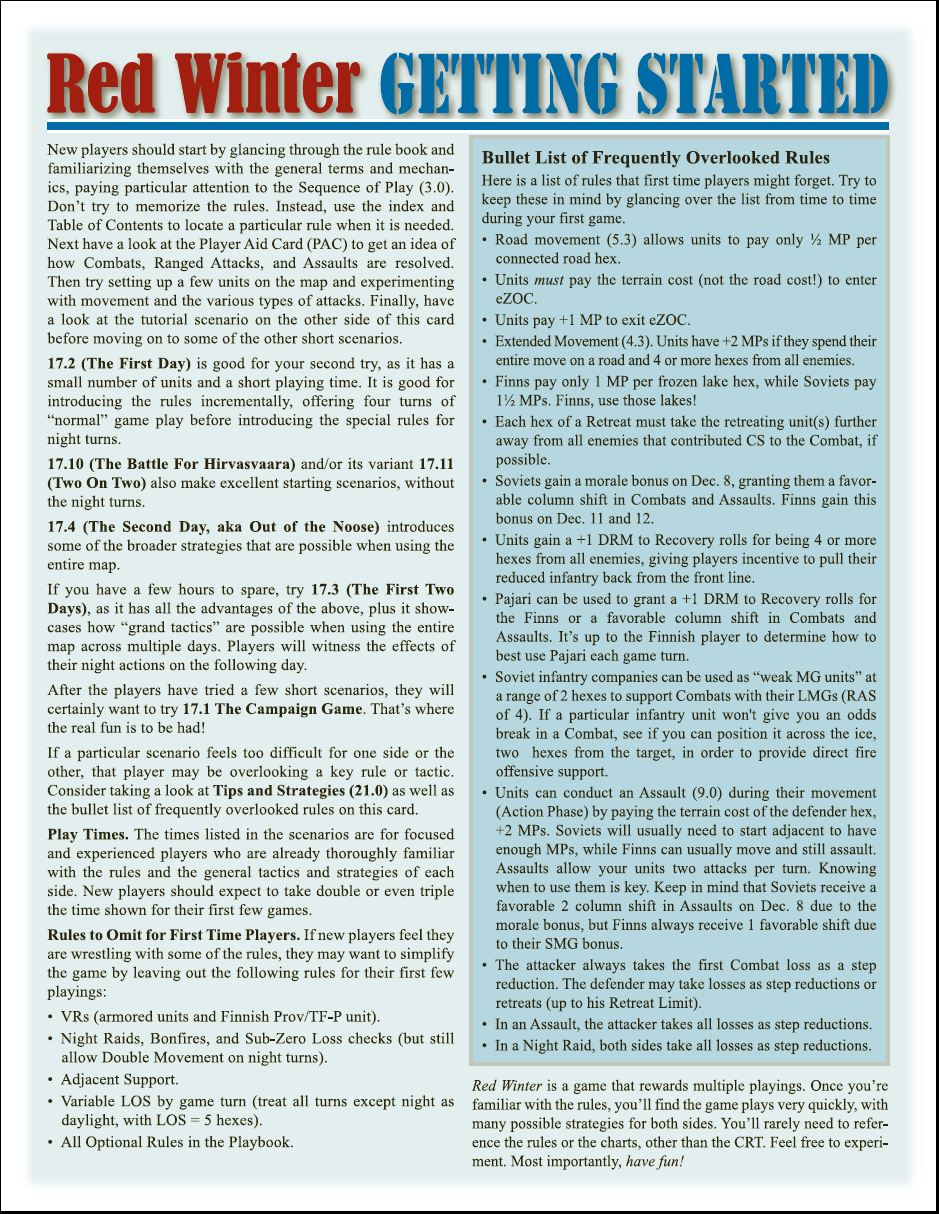 Red Winter GETTING STARTED
New players should start by glancing through the rule book and
familiarizing themselves with the general terms and mechan-
ics, paying particular attention to the Sequence of Play (3.0).
Don't try to memorize the rules. Instead, use the index and
Table of Contents to locate a particular rule when it is needed.
Next have a look at the Player Aid Card (PAC) to get an idea of
how Combats, Ranged Attacks, and Assaults are resolved.
Then try setting up a few units on the map and experimenting
with movement and the various types of attacks. Finally, have
a look at the tutorial scenario on the other side of this card
before moving on to some of the other short scenarios.
17.2 (The First Day) is good for your second try, as it has a
small number of units and a short playing time. It is good for
introducing the rules incrementally, offering four turns of
“normal” game play before introducing the special rules for
night turns.
17.10 (The Battle For Hirvasvaara) and/or its variant 17.11
(Two On Two) also make excellent starting scenarios, without
the night turns.
17.4 (The Second Day, aka Out of the Noose) introduces
some of the broader strategies that are possible when using the
entire map.
If you have a few hours to spare, try 17.3 (The First Two
Days), as it has all the advantages of the above, plus it show-
cases how “grand tactics” are possible when using the entire
map across multiple days. Players will witness the effects of
their night actions on the following day.
After the players have tried a few short scenarios, they will
certainly want to try 17.1 The Campaign Game. That's where
the real fun is to be had!
If a particular scenario feels too difficult for one side or the
other, that player may be overlooking a key rule or tactic.
Consider taking a look at Tips and Strategies (21.0) as well as
the bullet list of frequently overlooked rules on this card.
Play Times. The times listed in the scenarios are for focused
and experienced players who are already thoroughly familiar
with the rules and the general tactics and strategies of each
side. New players should expect to take double or even triple
the time shown for their first few games.
Rules to Omit for First Time Players. If new players feel they
are wrestling with some of the rules, they may want to simplify
the game by leaving out the following rules for their first few
playings:
• VRs (armored units and Finnish Prov/TF-P unit).
• Night Raids, Bonfires, and Sub-Zero Loss checks (but still
allow Double Movement on night turns).
• Adjacent Support.
• Variable LOS by game turn (treat all turns except night as
daylight, with LOS = 5 hexes).
• All Optional Rules in the Playbook.
Bullet List of Frequently Overlooked Rules
Here is a list of rules that first time players might forget. Try to
keep these in mind by glancing over the list from time to time
during your first game.
• Road movement (5.3) allows units to pay only ½ MP per
connected road hex.
• Units must pay the terrain cost (not the road cost!) to enter
eZOC.
• Units pay +1 MP to exit eZOC.
• Extended Movement (4.3). Units have +2 MPs if they spend their
entire move on a road and 4 or more hexes from all enemies.
• Finns pay only 1 MP per frozen lake hex, while Soviets pay
1½ MPs. Finns, use those lakes!
• Each hex of a Retreat must take the retreating unit(s) further
away from all enemies that contributed CS to the Combat, if
possible.
• Soviets gain a morale bonus on Dec. 8, granting them a favor-
able column shift in Combats and Assaults. Finns gain this
bonus on Dec. 11 and 12.
• Units gain a +1 DRM to Recovery rolls for being 4 or more
hexes from all enemies, giving players incentive to pull their
reduced infantry back from the front line.
• Pajari can be used to grant a +1 DRM to Recovery rolls for
the Finns or a favorable column shift in Combats and
Assaults. It's up to the Finnish player to determine how to
best use Pajari each game turn.
• Soviet infantry companies can be used as “weak MG units” at
a range of 2 hexes to support Combats with their LMGs (RAS
of 4). If a particular infantry unit won't give you an odds
break in a Combat, see if you can position it across the ice,
two hexes from the target, in order to provide direct fire
offensive support.
• Units can conduct an Assault (9.0) during their movement
(Action Phase) by paying the terrain cost of the defender hex,
+2 MPs. Soviets will usually need to start adjacent to have
enough MPs, while Finns can usually move and still assault.
Assaults allow your units two attacks per turn. Knowing
when to use them is key. Keep in mind that Soviets receive a
favorable 2 column shift in Assaults on Dec. 8 due to the
morale bonus, but Finns always receive 1 favorable shift due
to their SMG bonus.
• The attacker always takes the first Combat loss as a step
reduction. The defender may take losses as step reductions or
retreats (up to his Retreat Limit).
• In an Assault, the attacker takes all losses as step reductions.
• In a Night Raid, both sides take all losses as step reductions.
Red Winter is a game that rewards multiple playings. Once you're
familiar with the rules, you'll find the game plays very quickly, with
many possible strategies for both sides. You'll rarely need to refer-
ence the rules or the charts, other than the CRT. Feel free to experi-
ment. Most importantly, have fun!